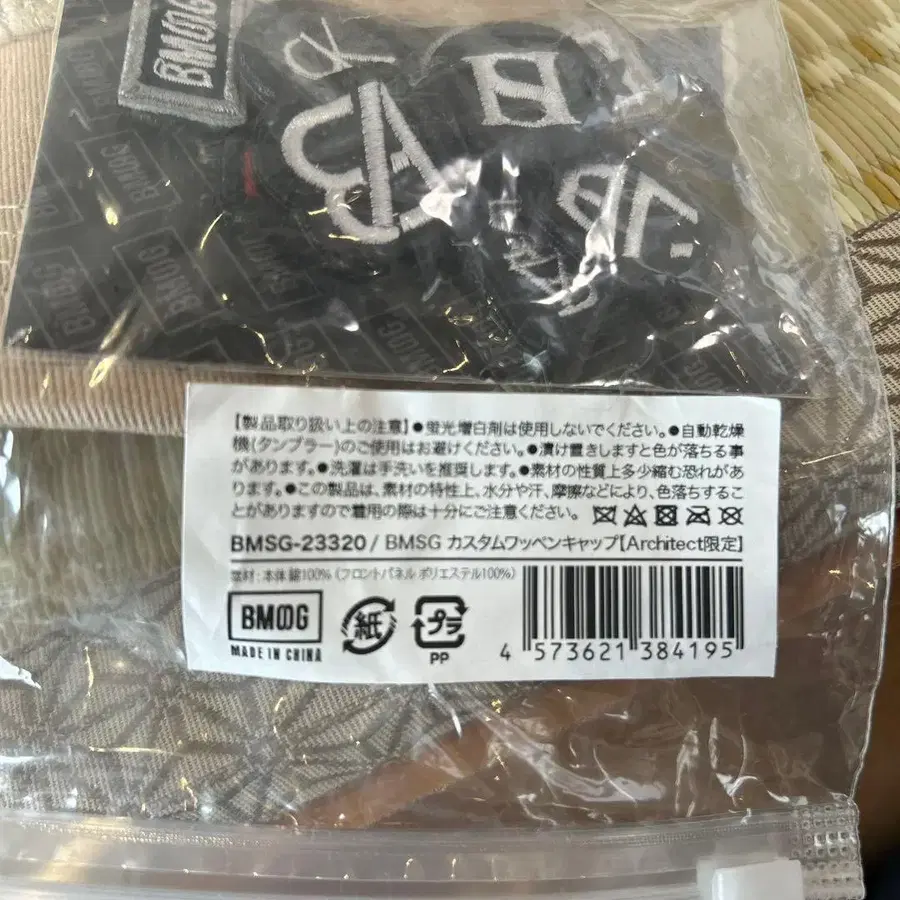 BMSG
【製品取り扱い上の注意】●蛍光増白剤は使用しないでください。●自動乾燥
機(タンブラー)のご使用はお避けください。●漬け置きしますと色が落ちる事
があります。●洗濯は手洗いを推奨します。●素材の性質上多少縮む恐れがあ
ります。●この製品は、素材の特性上、水分や汗、摩擦などにより、色落ちするこ
とがありますので着用の際は十分にご注意ください。
BMSG-23320 / BMSG カスタムワッペンキャップ【Architect限定】
素材：本体 綿100%（フロントパネル ポリエステル100%）
BMSG
MADE IN CHINA
紙
プラ
PP
4 573621 384195